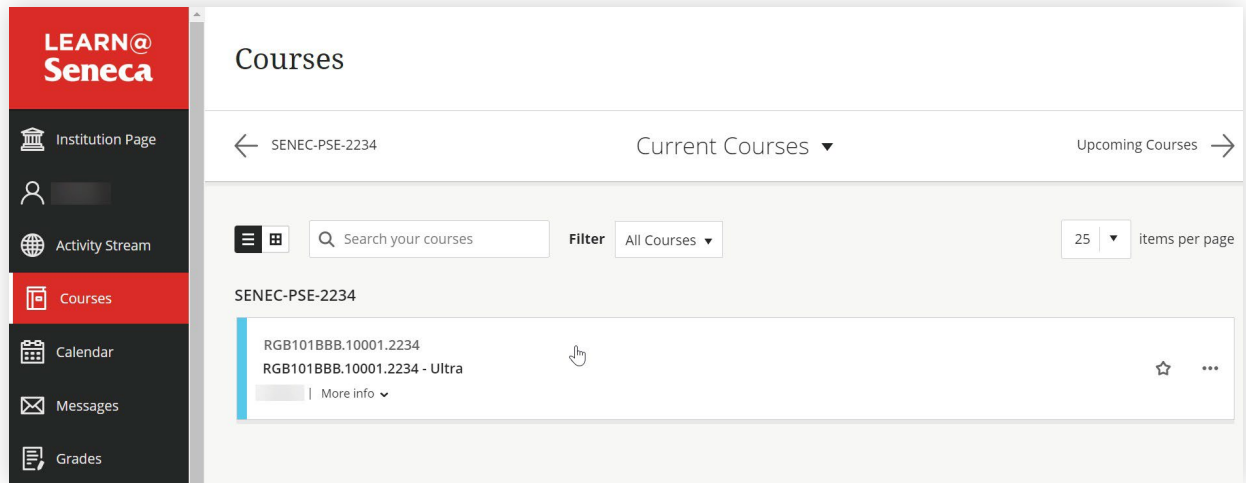 LEARN@
Seneca
Institution Page
Activity Stream
Courses
Calendar
Messages
Grades
Courses
SENEC-PSE-2234
Current Courses
Upcoming Courses
Search your courses
Filter
All Courses
25
items per page
SENEC-PSE-2234
RGB101BBB.10001.2234
RGB101BBB.10001.2234 - Ultra
| More info